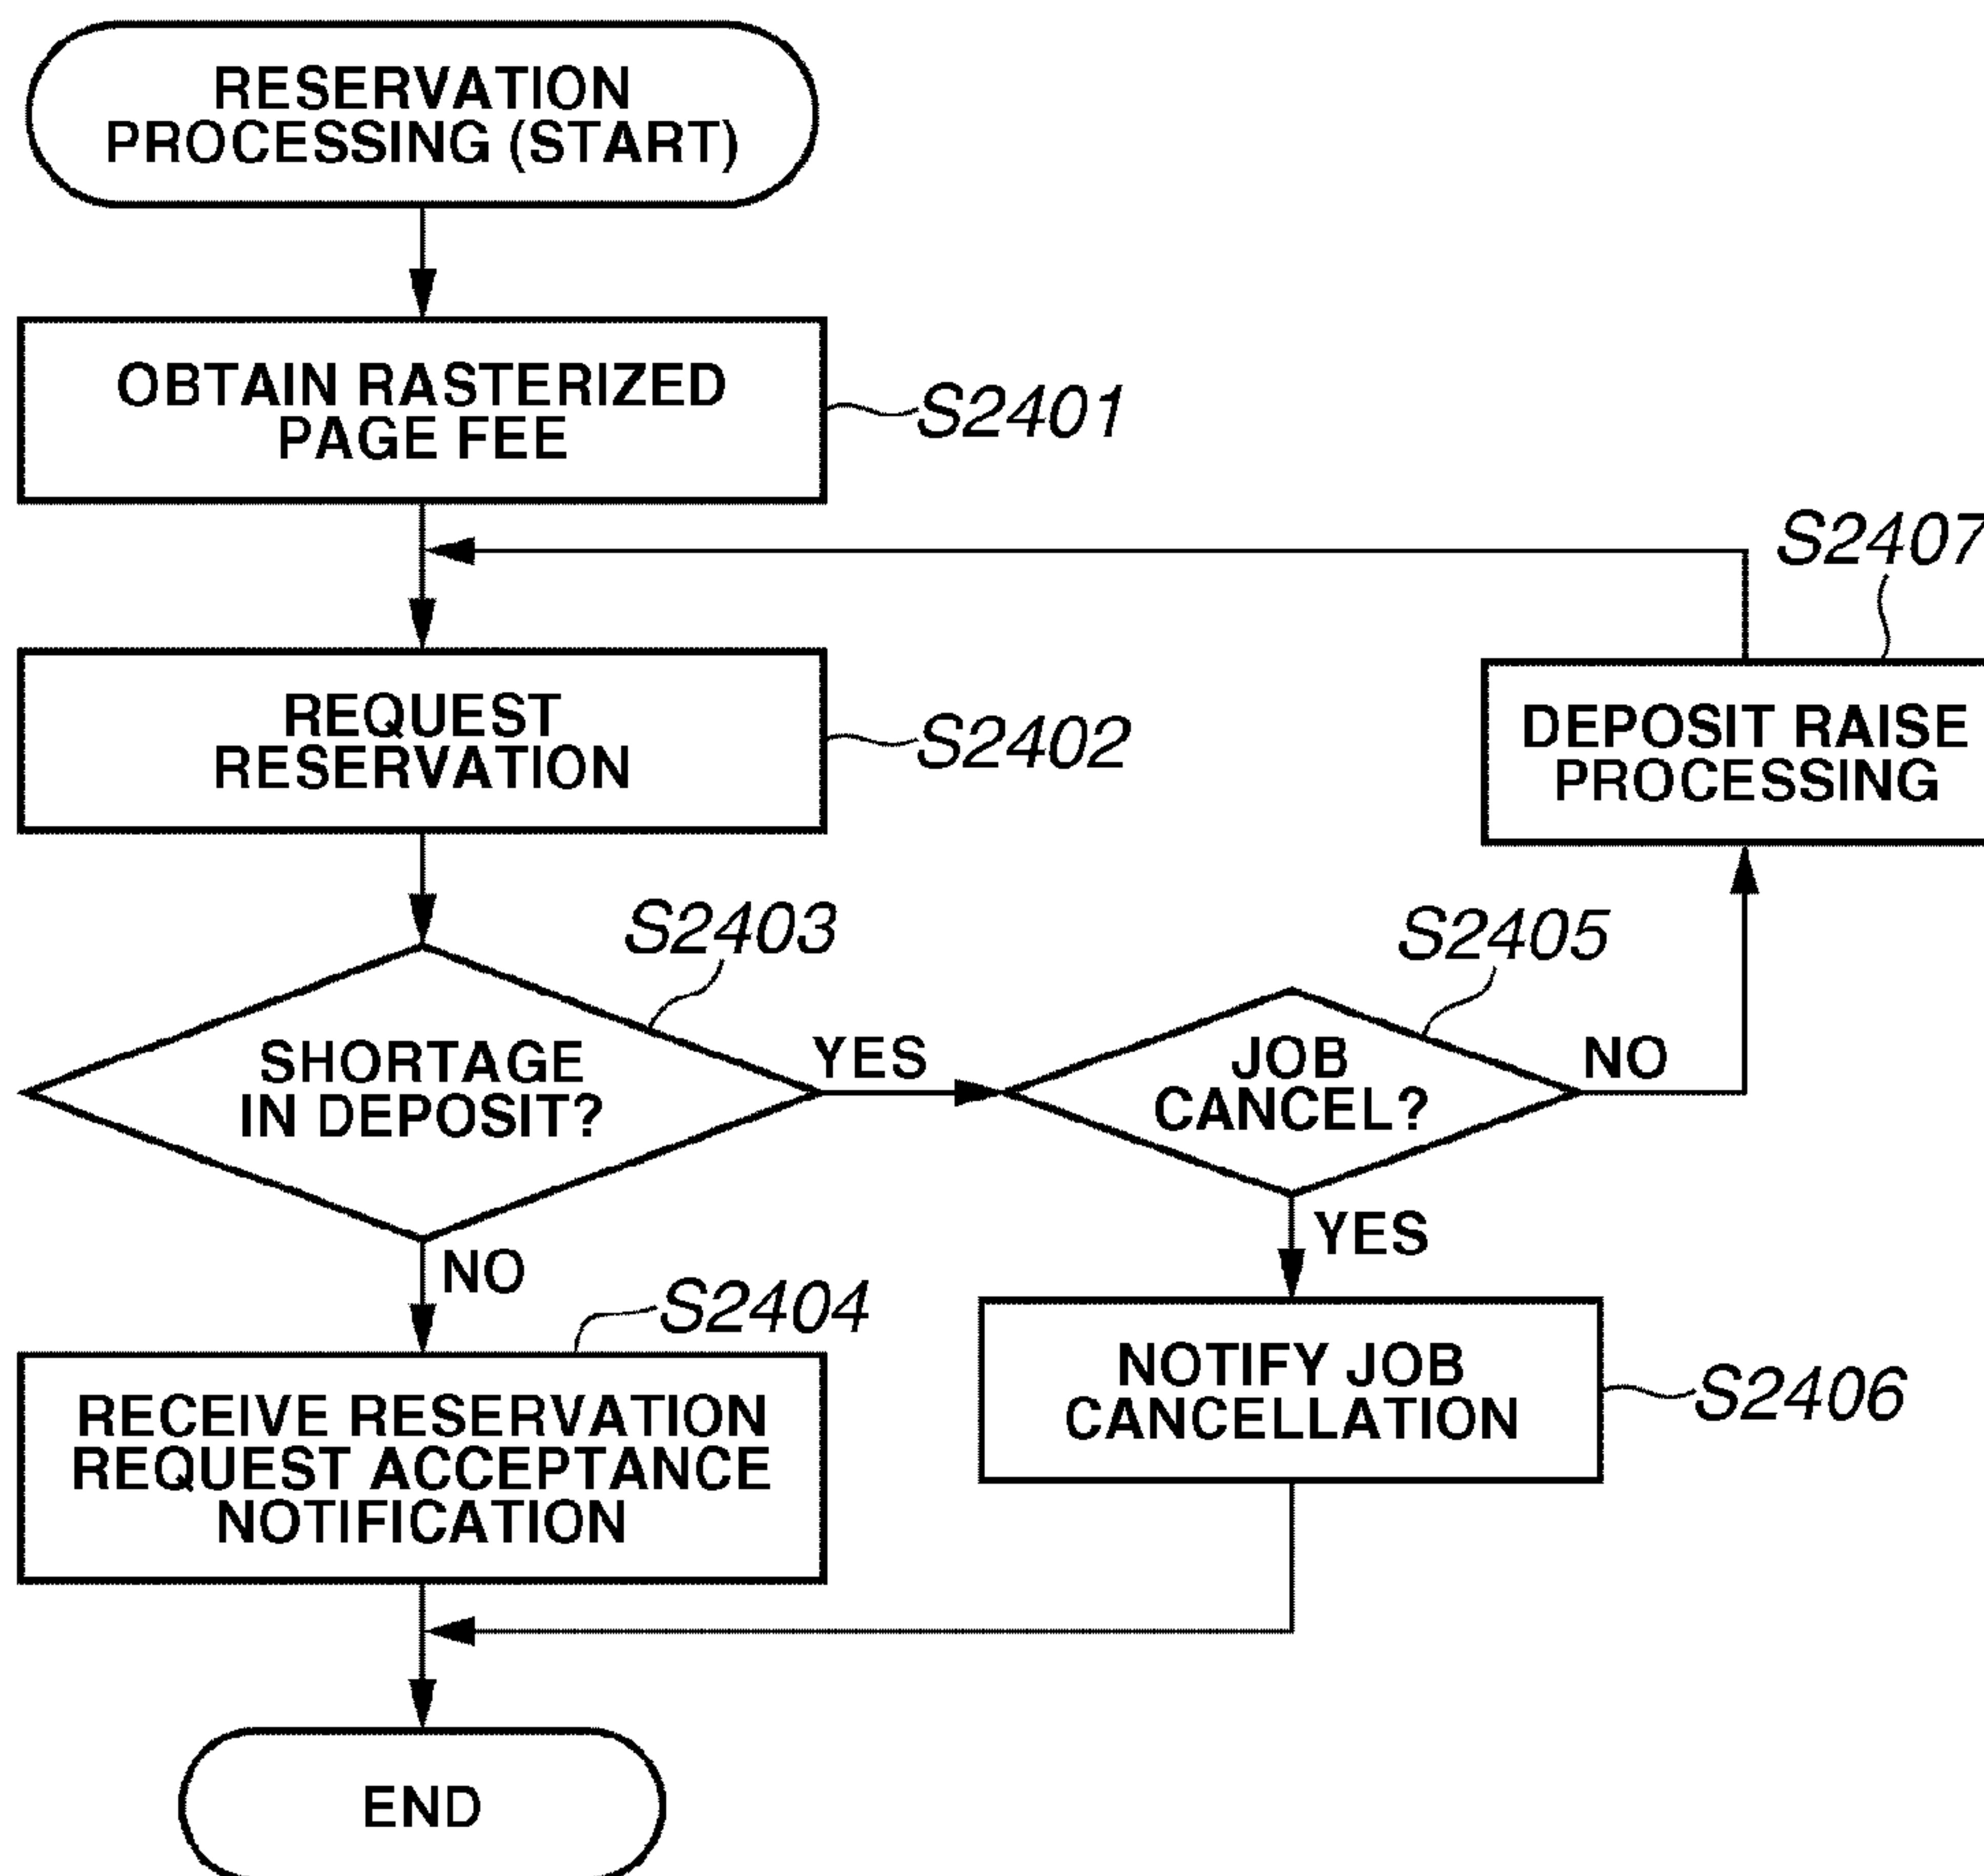 RESERVATION
PROCESSING (START)
OBTAIN RASTERIZED
PAGE FEE
S2401
S2407
REQUEST
RESERVATION
S2402
DEPOSIT RAISE
PROCESSING
S2403
S2405
SHORTAGE
IN DEPOSIT?
YES
JOB
CANCEL?
NO
NO
YES
S2404
RECEIVE RESERVATION
REQUEST ACCEPTANCE
NOTIFICATION
NOTIFY JOB
CANCELLATION
S2406
END